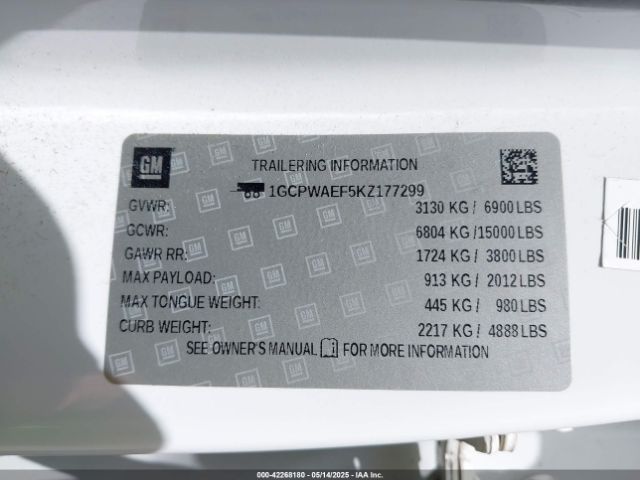 GM
TRAILERING INFORMATION
1GCPWAEF5KZ177299
GVWR: 3130 KG / 6900 LBS
GCWR: 6804 KG / 15000 LBS
GAWR RR: 1724 KG / 3800 LBS
MAX PAYLOAD: 913 KG / 2012 LBS
MAX TONGUE WEIGHT: 445 KG / 980 LBS
CURB WEIGHT: 2217 KG / 4888 LBS
SEE OWNER'S MANUAL FOR MORE INFORMATION
000-42268180 — 05/14/2025 — IAA Inc.